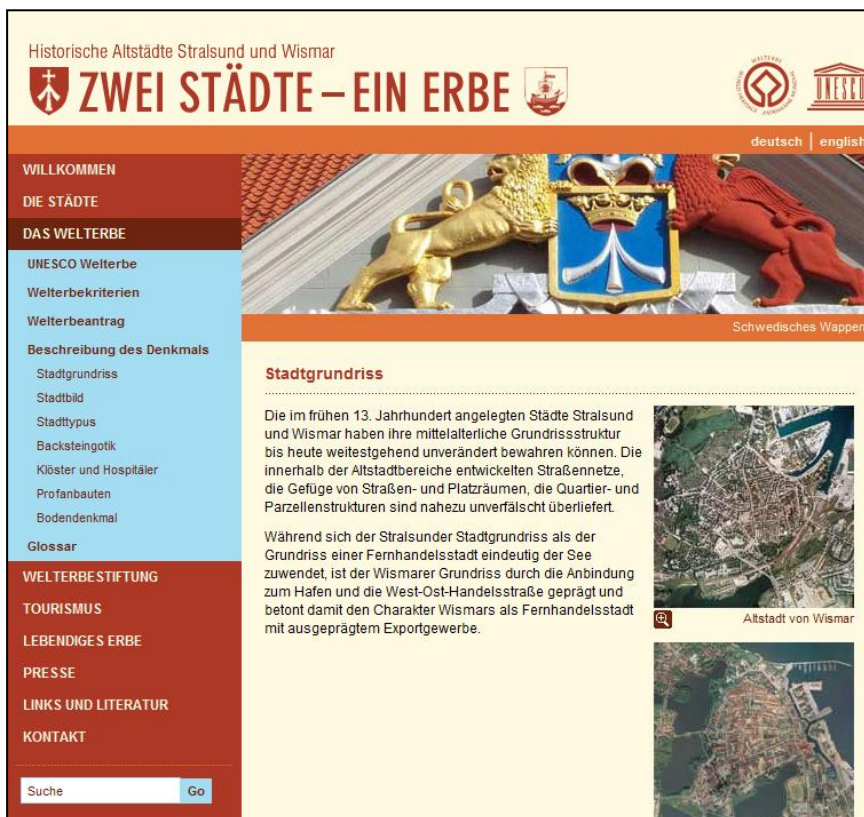 Historische Altstädte Stralsund und Wismar
ZWEI STÄDTE – EIN ERBE
WELTERBE
UNESCO
deutsch | english
WILLKOMMEN
DIE STÄDTE
DAS WELTERBE
UNESCO Welterbe
Welterbekriterien
Welterbeantrag
Beschreibung des Denkmals
Stadtgrundriss
Stadtbild
Stadttypus
Backsteingotik
Klöster und Hospitäler
Profanbauten
Bodendenkmal
Glossar
WELTERBESTIFTUNG
TOURISMUS
LEBENDIGES ERBE
PRESSE
LINKS UND LITERATUR
KONTAKT
Suche Go
Schwedisches Wappen
Stadtgrundriss
Die im frühen 13. Jahrhundert angelegten Städte Stralsund
und Wismar haben ihre mittelalterliche Grundrissstruktur
bis heute weitestgehend unverändert bewahren können. Die
innerhalb der Altstadtbereiche entwickelten Straßennetze,
die Gefüge von Straßen- und Platzräumen, die Quartier- und
Parzellenstrukturen sind nahezu unverfälscht überliefert.
Während sich der Stralsunder Stadtgrundriss als der
Grundriss einer Fernhandelsstadt eindeutig der See
zuwendet, ist der Wismarer Grundriss durch die Anbindung
zum Hafen und die West-Ost-Handelsstraße geprägt und
betont damit den Charakter Wismars als Fernhandelsstadt
mit ausgeprägtem Exportgewerbe.
Altstadt von Wismar